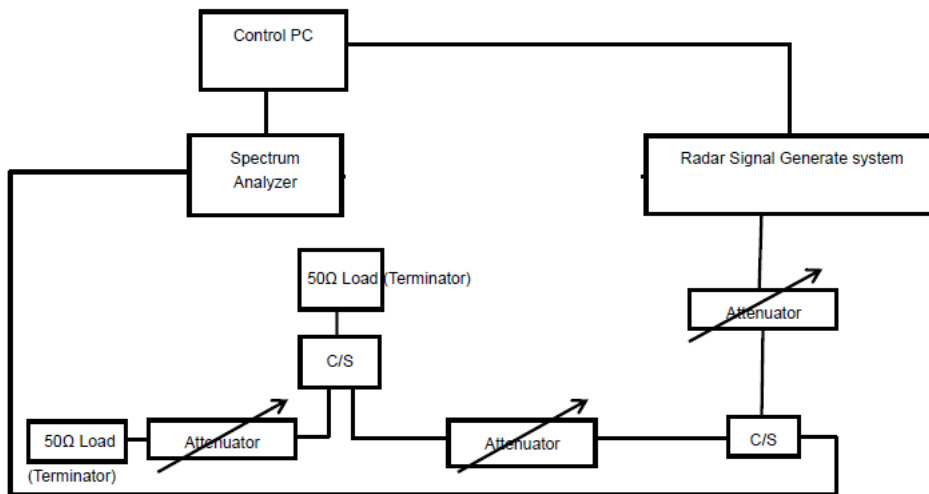 Control PC
Spectrum
Analyzer
Radar Signal Generate system
50Ω Load (Terminator)
Attenuator
C/S
50Ω Load
(Terminator)
Attenuator
Attenuator
C/S